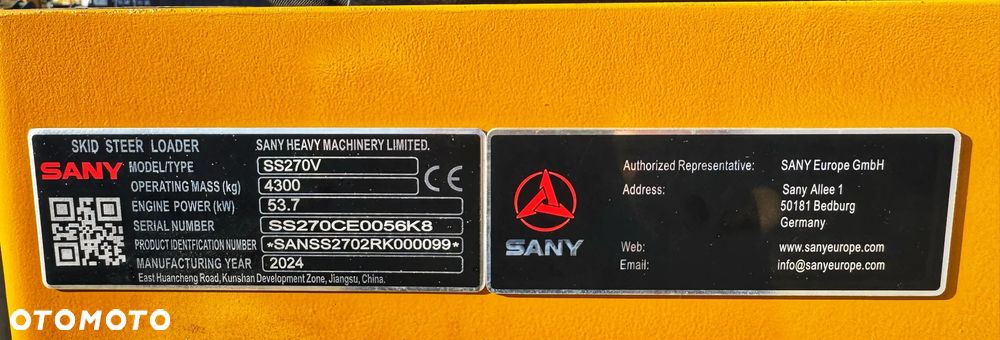 SKID STEER LOADER
SANY HEAVY MACHINERY LIMITED.
SANY
MODEL/TYPE SS270V
OPERATING MASS (kg) 4300
CE
ENGINE POWER (kW) 53.7
SERIAL NUMBER SS270CE0056K8
PRODUCT IDENTFICATION NUMBER *SANSS2702RK000099*
MANUFACTURING YEAR 2024
East Huancheng Road, Kunshan Development Zone, Jiangsu, China.
SANY
Authorized Representative: SANY Europe GmbH
Address: Sany Allee 1
50181 Bedburg
Germany
Web: www.sanyeurope.com
Email: info@sanyeurope.com
OTOMOTO